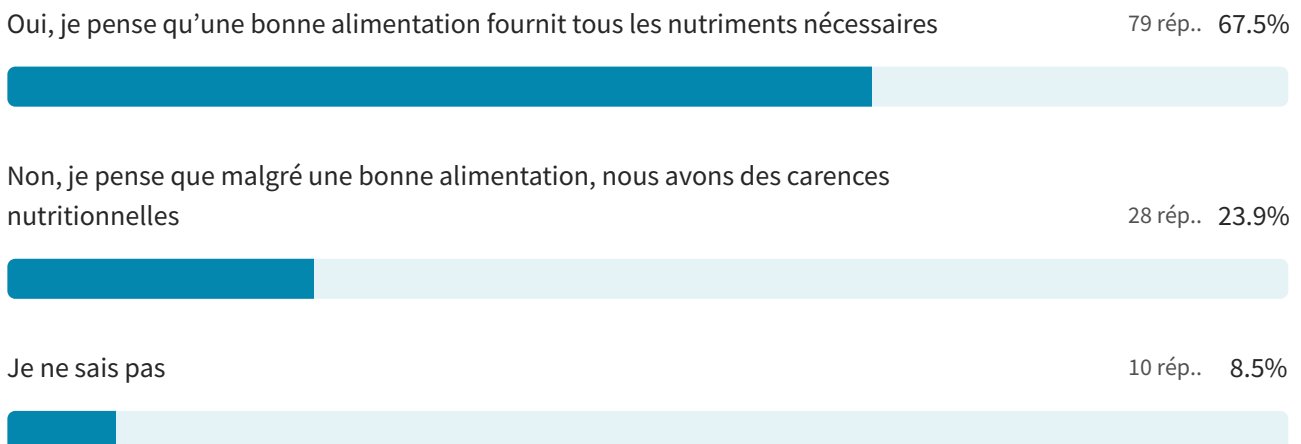 Oui, je pense qu’une bonne alimentation fournit tous les nutriments nécessaires 79 rép.. 67.5%
Non, je pense que malgré une bonne alimentation, nous avons des carences
nutritionnelles 28 rép.. 23.9%
Je ne sais pas 10 rép.. 8.5%